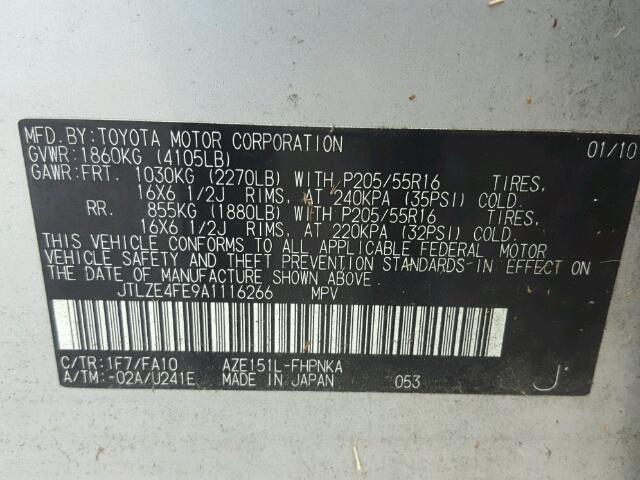 MFD.BY:TOYOTA MOTOR CORPORATION 01/10
GVWR:1860KG (4105LB)
GAWR:FRT. 1030KG (2270LB) WITH P205/55R16 TIRES,
16X6 1/2J RIMS, AT 240KPA (35PSI) COLD.
RR. 855KG (1880LB) WITH P205/55R16 TIRES,
16X6 1/2J RIMS, AT 220KPA (32PSI) COLD.
THIS VEHICLE CONFORMS TO ALL APPLICABLE FEDERAL MOTOR
VEHICLE SAFETY AND THEFT PREVENTION STANDARDS IN EFFECT ON
THE DATE OF MANUFACTURE SHOWN ABOVE.
JTLZE4FE9A1116266 MPV
C/TR:1F7/FA10 AZE151L-FHPNKA
A/TM:-02A/U241E MADE IN JAPAN 053 J